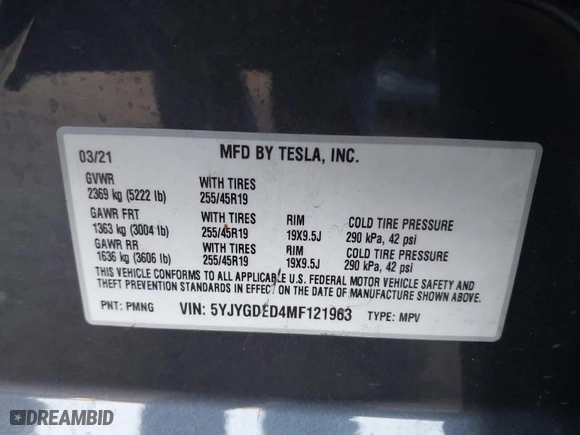 03/21 MFD BY TESLA, INC.
GVWR
2369 kg (5222 lb) WITH TIRES 255/45R19
GAWR FRT
1363 kg (3004 lb) WITH TIRES 255/45R19 RIM 19X9.5J COLD TIRE PRESSURE 290 kPa, 42 psi
GAWR RR
1636 kg (3606 lb) WITH TIRES 255/45R19 RIM 19X9.5J COLD TIRE PRESSURE 290 kPa, 42 psi
THIS VEHICLE CONFORMS TO ALL APPLICABLE U.S. FEDERAL MOTOR VEHICLE SAFETY AND
THEFT PREVENTION STANDARDS IN EFFECT ON THE DATE OF MANUFACTURE SHOWN ABOVE.
PNT: PMNG VIN: 5YJYGDED4MF121963 TYPE: MPV
DREAMBID